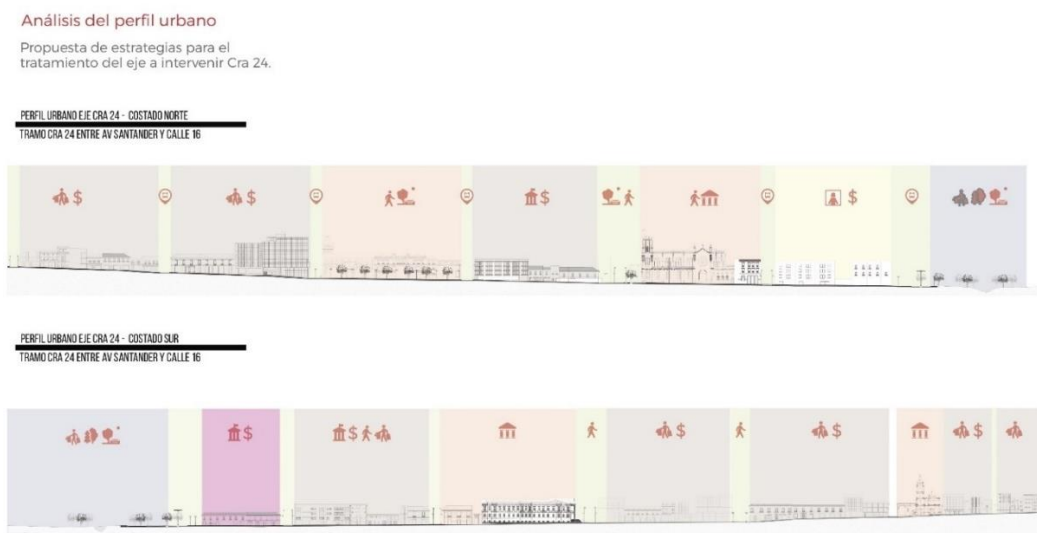 Análisis del perfil urbano
Propuesta de estrategias para el
tratamiento del eje a intervenir Cra 24.
PERFIL URBANO EJE CRA 24 - COSTADO NORTE
TRAMO CRA 24 ENTRE AV SANTANDER Y CALLE 16
$
$
$
$
PERFIL URBANO EJE CRA 24 - COSTADO SUR
TRAMO CRA 24 ENTRE AV SANTANDER Y CALLE 16
$
$
$
$
$